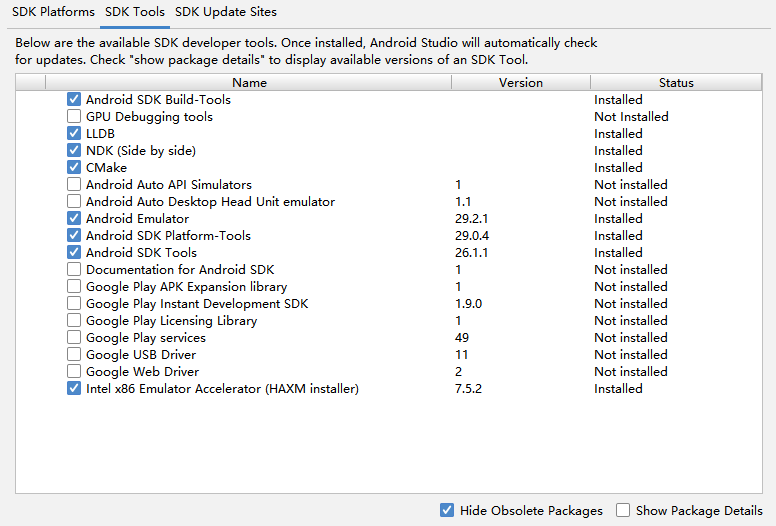 SDK Platforms SDK Tools SDK Update Sites
Below are the available SDK developer tools. Once installed, Android Studio will automatically check
for updates. Check "show package details" to display available versions of an SDK Tool.
Name Version Status
Android SDK Build-Tools Installed
GPU Debugging tools Not Installed
LLDB Installed
NDK (Side by side) Installed
CMake Installed
Android Auto API Simulators 1 Not installed
Android Auto Desktop Head Unit emulator 1.1 Not installed
Android Emulator 29.2.1 Installed
Android SDK Platform-Tools 29.0.4 Installed
Android SDK Tools 26.1.1 Installed
Documentation for Android SDK 1 Not installed
Google Play APK Expansion library 1 Not installed
Google Play Instant Development SDK 1.9.0 Not installed
Google Play Licensing Library 1 Not installed
Google Play services 49 Not installed
Google USB Driver 11 Not installed
Google Web Driver 2 Not installed
Intel x86 Emulator Accelerator (HAXM installer) 7.5.2 Installed
Hide Obsolete Packages Show Package Details